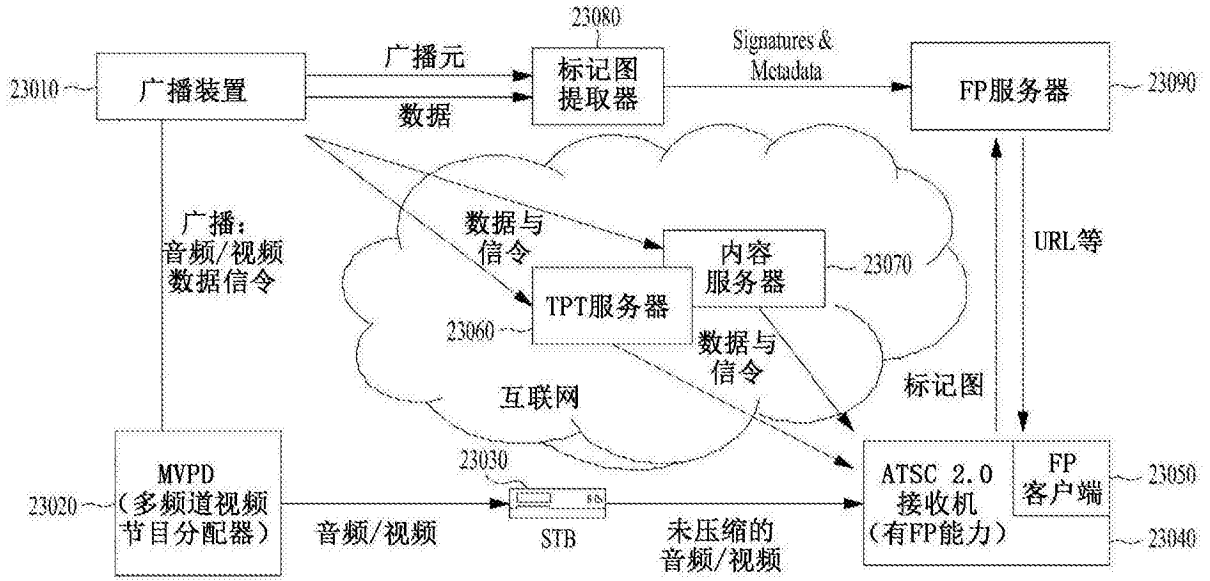 23080
广播元
Signatures &
Metadata
23010
广播装置
标记图
提取器
FP服务器
23090
数据
广播:
音频/视频
数据信令
数据与
信令
内容
服务器
23070
URL等
TPT服务器
23060
数据与
信令
标记图
互联网
MVPD
(多频道视频
节目分配器)
23020
23030
STB
音频/视频
未压缩的
音频/视频
ATSC 2.0
接收机
(有FP能力)
FP
客户端
23050
23040